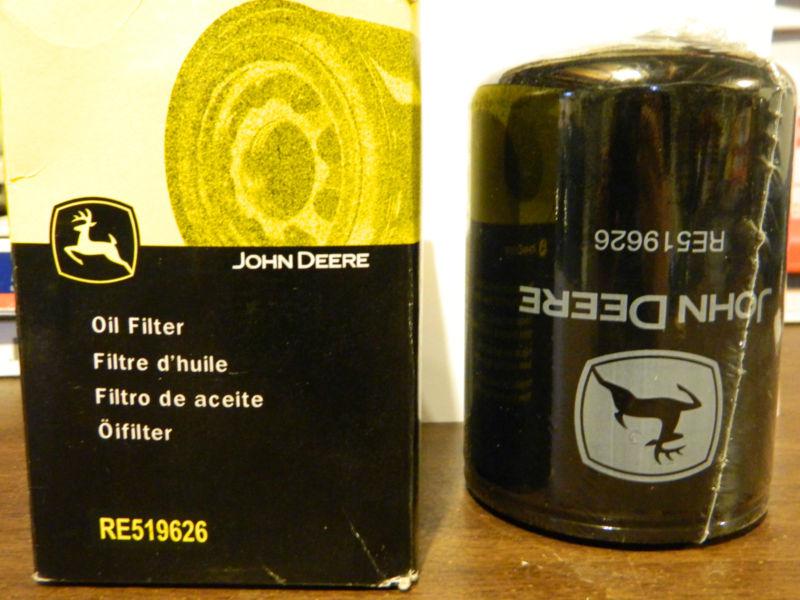 JOHN DEERE
Oil Filter
Filtre d'huile
Filtro de aceite
Öifilter
RE519626
RE519626
JOHN DEERE